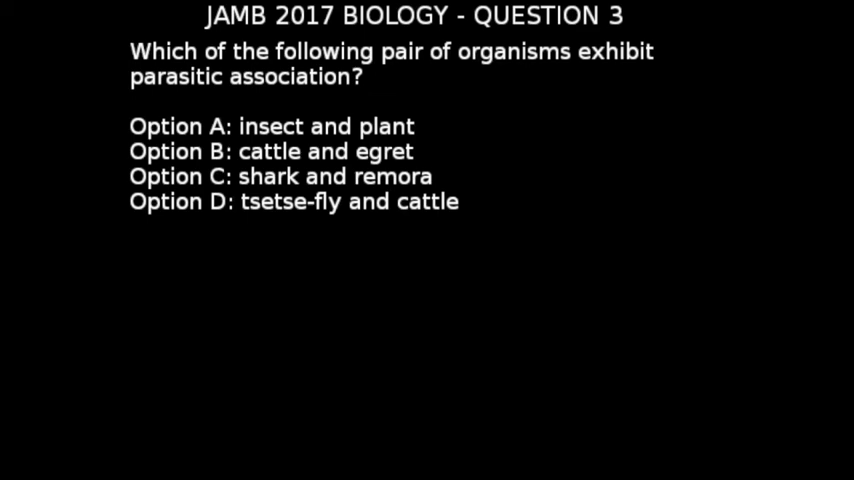 JAMB 2017 BIOLOGY - QUESTION 3
Which of the following pair of organisms exhibit
parasitic association?
Option A: insect and plant
Option B: cattle and egret
Option C: shark and remora
Option D: tsetse-fly and cattle